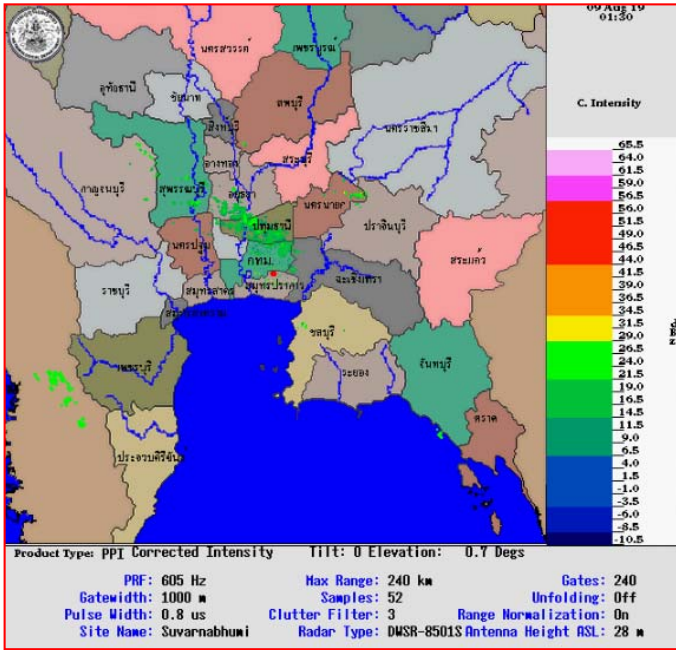 09 Aug 19
01:30
C. Intensity
นครสวรรค์
เพชรบูรณ์
อุทัยธานี
ชัยนาท
ลพบุรี
สิงห์บุรี
นครราชสีมา
อ่างทอง
สระบุรี
กาญจนบุรี
สุพรรณบุรี
อยุธยา
นครนายก
ปราจีนบุรี
ปทุมธานี
นครปฐม
กทม.
สระแก้ว
ราชบุรี
สมุทรสาคร
สมุทรปราการ
ฉะเชิงเทรา
ชลบุรี
เพชรบุรี
ระยอง
จันทบุรี
ตราด
ประจวบคีรีขันธ์
65.5
64.0
61.5
59.0
56.5
56.0
51.5
49.0
46.5
44.0
41.5
39.0
36.5
34.0
31.5
29.0
26.5
24.0
21.5
19.0
16.5
14.0
11.5
9.0
6.5
4.0
1.5
-1.0
-3.5
-6.0
-8.5
-10.5
Product Type: PPI Corrected Intensity Tilt: 0 Elevation: 0.7 Degs
PRF: 605 Hz Max Range: 240 km Gates: 240
Gatewidth: 1000 m Samples: 52 Unfolding: Off
Pulse Width: 0.8 us Clutter Filter: 3 Range Normalization: On
Site Name: Suvarnabhumi Radar Type: DWSR-8501S Antenna Height ASL: 28 m